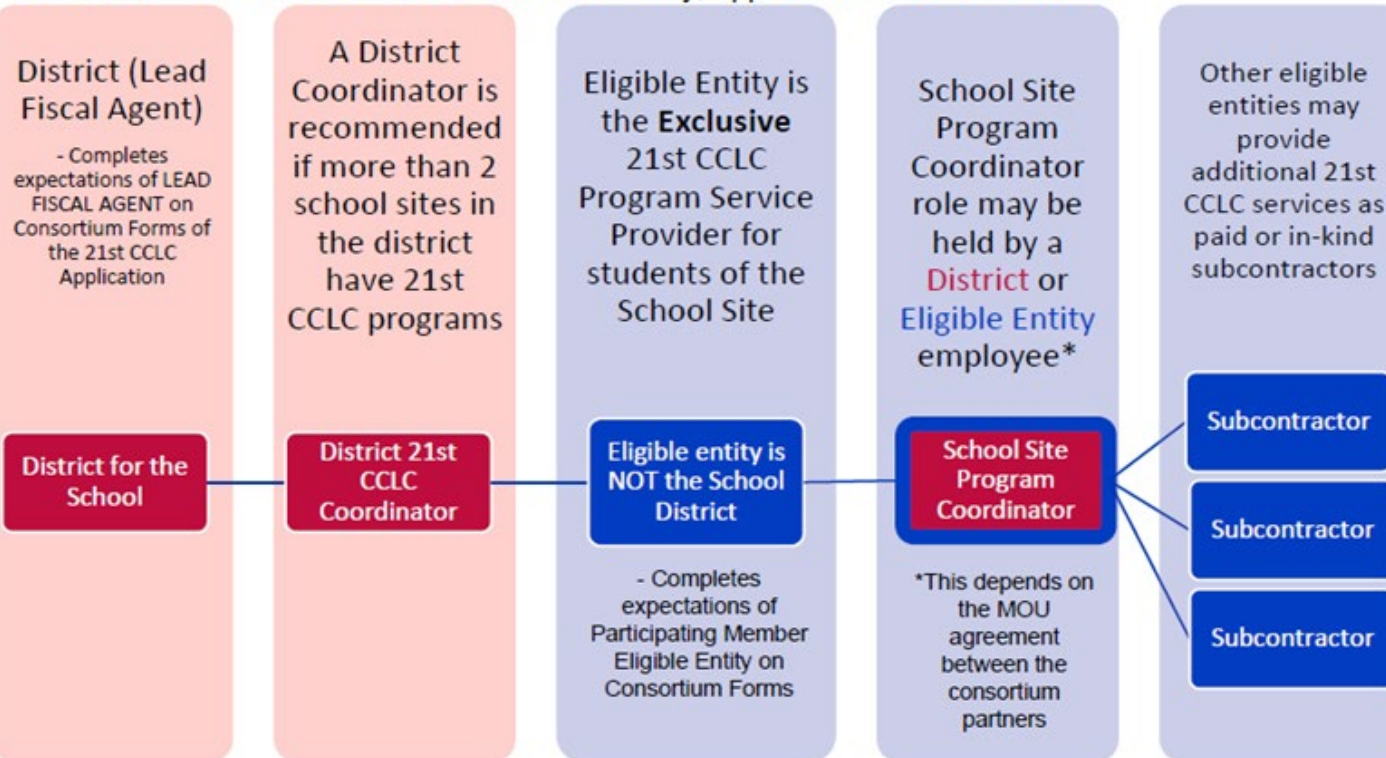 District (Lead
Fiscal Agent)
- Completes
expectations of LEAD
FISCAL AGENT on
Consortium Forms of
the 21st CCLC
Application
District for the
School
A District
Coordinator is
recommended
if more than 2
school sites in
the district
have 21st
CCLC programs
District 21st
CCLC
Coordinator
Eligible Entity is
the Exclusive
21st CCLC
Program Service
Provider for
students of the
School Site
Eligible entity is
NOT the School
District
- Completes
expectations of
Participating Member
Eligible Entity on
Consortium Forms
School Site
Program
Coordinator
role may be
held by a
District or
Eligible Entity
employee*
School Site
Program
Coordinator
*This depends on
the MOU
agreement
between the
consortium
partners
Other eligible
entities may
provide
additional 21st
CCLC services as
paid or in-kind
subcontractors
Subcontractor
Subcontractor
Subcontractor